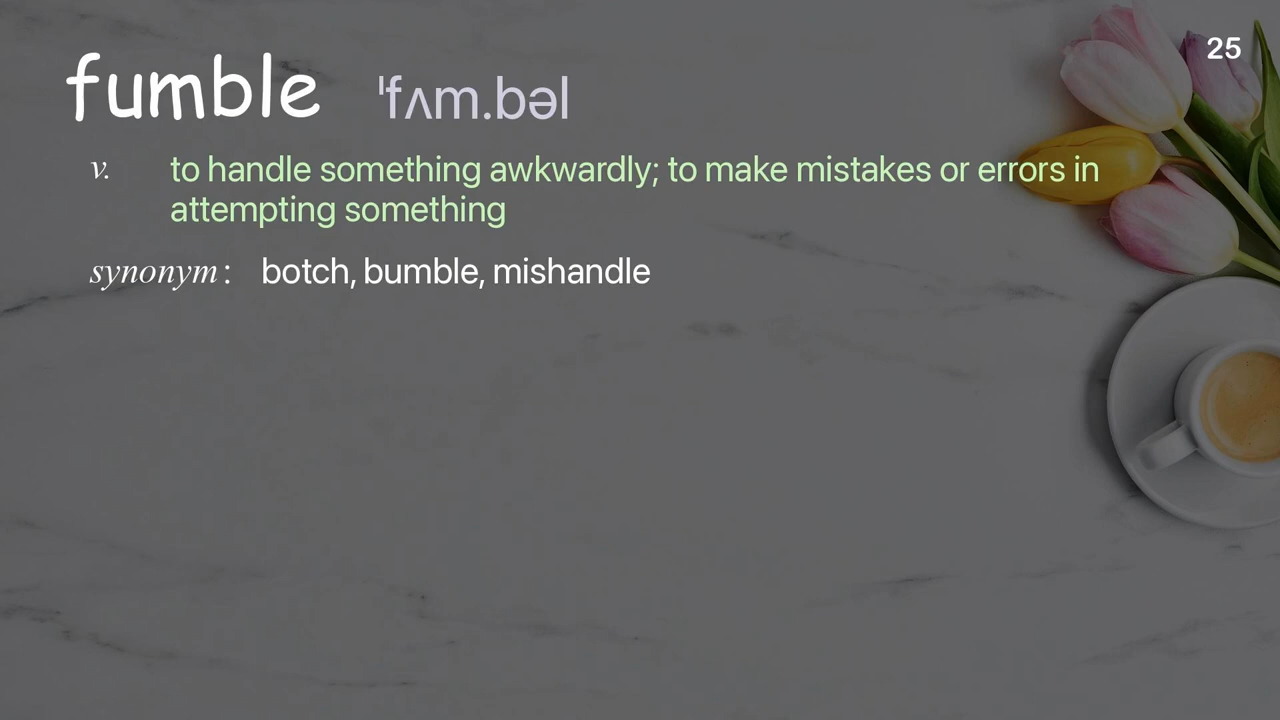 25
fumble ˈfʌm.bəl
v. to handle something awkwardly; to make mistakes or errors in
attempting something
synonym : botch, bumble, mishandle